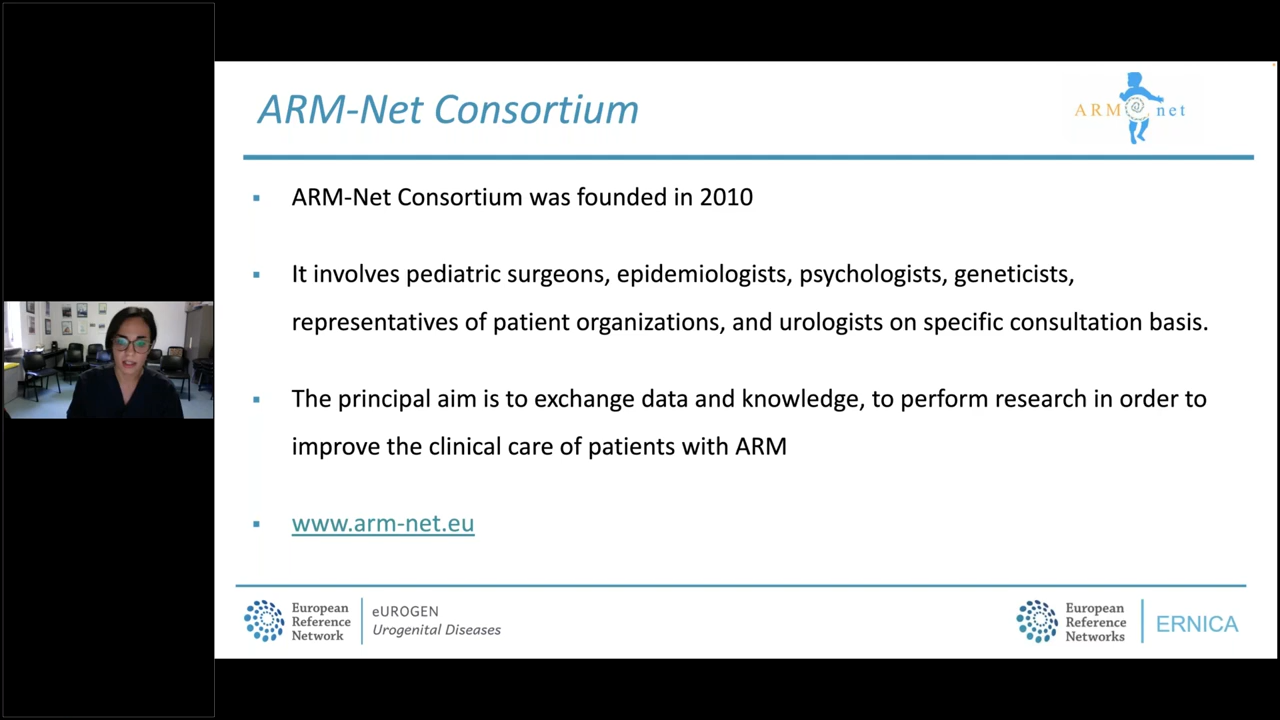 ARM-Net Consortium
ARM@net
ARM-Net Consortium was founded in 2010
It involves pediatric surgeons, epidemiologists, psychologists, geneticists,
representatives of patient organizations, and urologists on specific consultation basis.
The principal aim is to exchange data and knowledge, to perform research in order to
improve the clinical care of patients with ARM
www.arm-net.eu
European
Reference
Network
eUROGEN
Urogenital Diseases
European
Reference
Networks
ERNICA